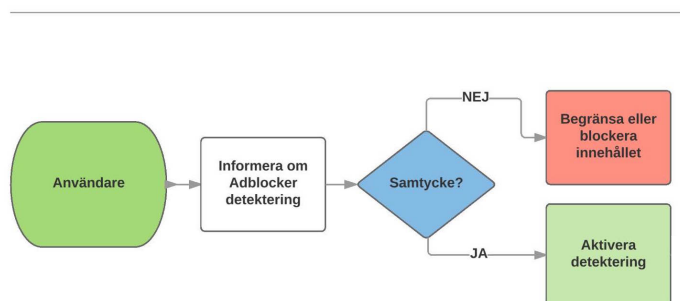 Användare
Informera om
Adblocker
detektering
Samtycke?
NEJ
Begränsa eller
blockera
innehållet
JA
Aktivera
detektering